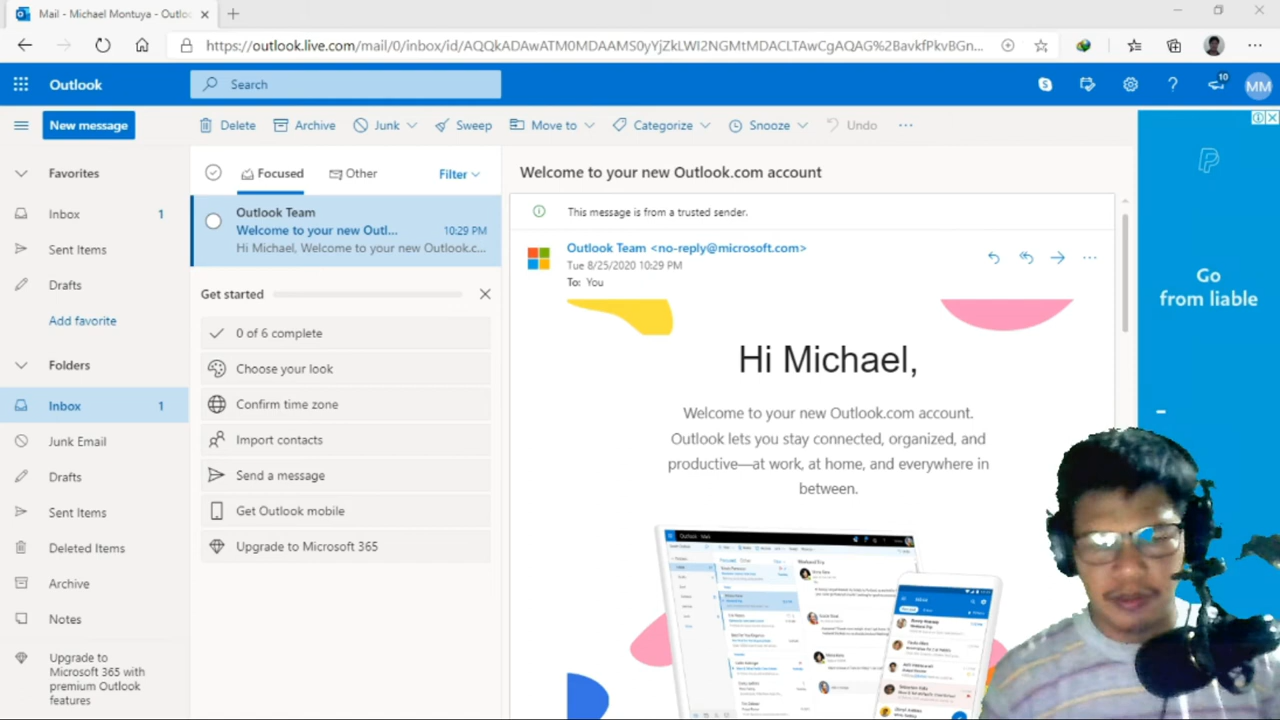 Mail - Michael Montuya - Outlo
https://outlook.live.com/mail/0/inbox/id/AQQkADAwATM0MDAAMS0yYjZkLWI2NGMtMDACLTAwCgAQAG%2BavkfPkvBGn...
Outlook
Search
10
MM
New message
Delete
Archive
Junk
Sweep
Move to
Categorize
Snooze
Undo
Favorites
Inbox 1
Sent Items
Drafts
Add favorite
Folders
Inbox 1
Junk Email
Drafts
Sent Items
Deleted Items
Archive
Notes
Upgrade to
Microsoft 365 with
premium Outlook
features
Focused
Other
Filter
Outlook Team
Welcome to your new Outl... 10:29 PM
Hi Michael, Welcome to your new Outlook.c...
Get started
0 of 6 complete
Choose your look
Confirm time zone
Import contacts
Send a message
Get Outlook mobile
Upgrade to Microsoft 365
Welcome to your new Outlook.com account
This message is from a trusted sender.
Outlook Team <no-reply@microsoft.com>
Tue 8/25/2020 10:29 PM
To: You
Hi Michael,
Welcome to your new Outlook.com account.
Outlook lets you stay connected, organized, and
productive—at work, at home, and everywhere in
between.
Go
from liable